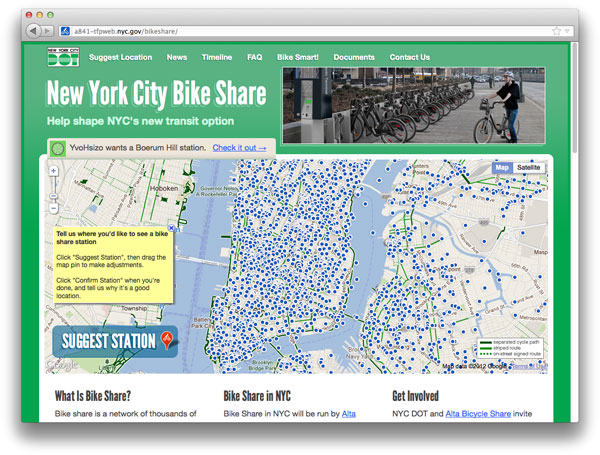 a841-tfpweb.nyc.gov/bikeshare/
NEW YORK CITY
DOT
Suggest Location News Timeline FAQ Bike Smart! Documents Contact Us
New York City Bike Share
Help shape NYC's new transit option
YvoHsizo wants a Boerum Hill station. Check it out →
Map Satellite
Hoboken
Tell us where you'd like to see a bike
share station
Click "Suggest Station", then drag the
map pin to make adjustments.
Click "Confirm Station" when you're
done, and tell us why it's a good
location.
Township
Brooklyn
Bridge Park
SUGGEST STATION
separated cycle path
striped route
on-street signed route
Google
Map data ©2012 Google - Terms of Use
What Is Bike Share?
Bike share is a network of thousands of
Bike Share in NYC
Bike Share in NYC will be run by Alta
Get Involved
NYC DOT and Alta Bicycle Share invite